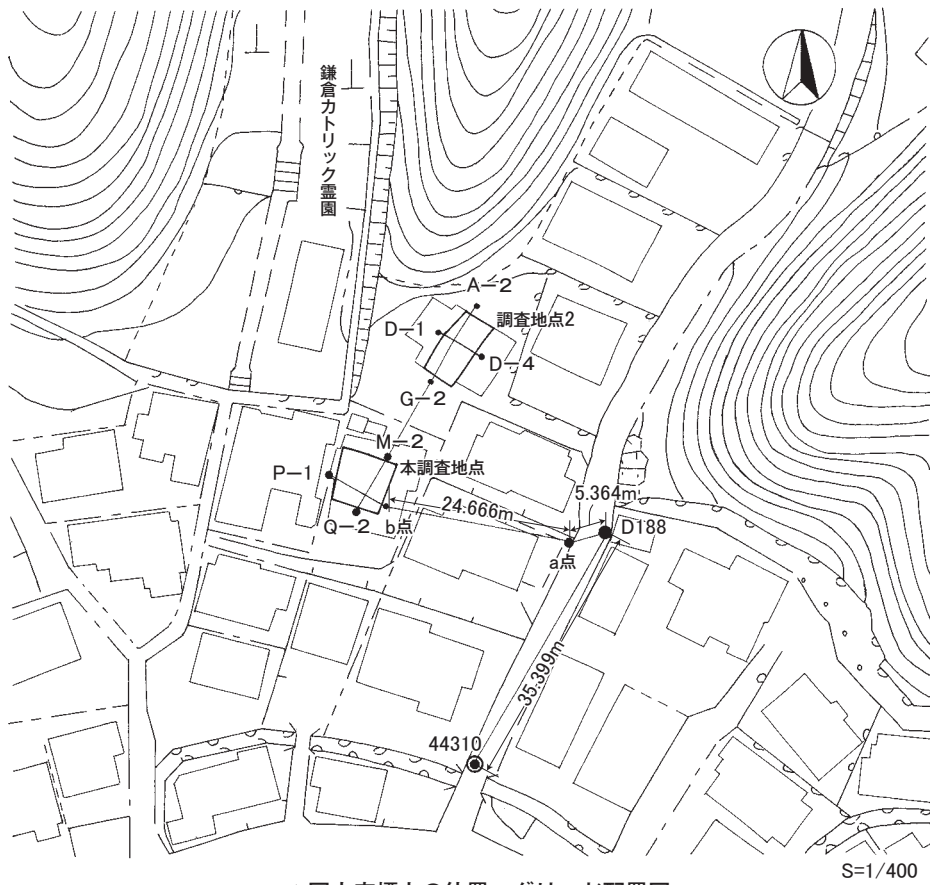 鎌倉カトリック霊園
A-2
調査地点2
D-1
D-4
G-2
M-2
本調査地点
P-1
5.364m
24.666m
D188
Q-2
b点
a点
35.399m
44310
S=1/400